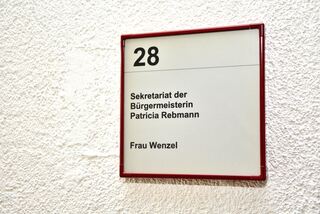 28
Sekretariat der
Bürgermeisterin
Patricia Rebmann
Frau Wenzel